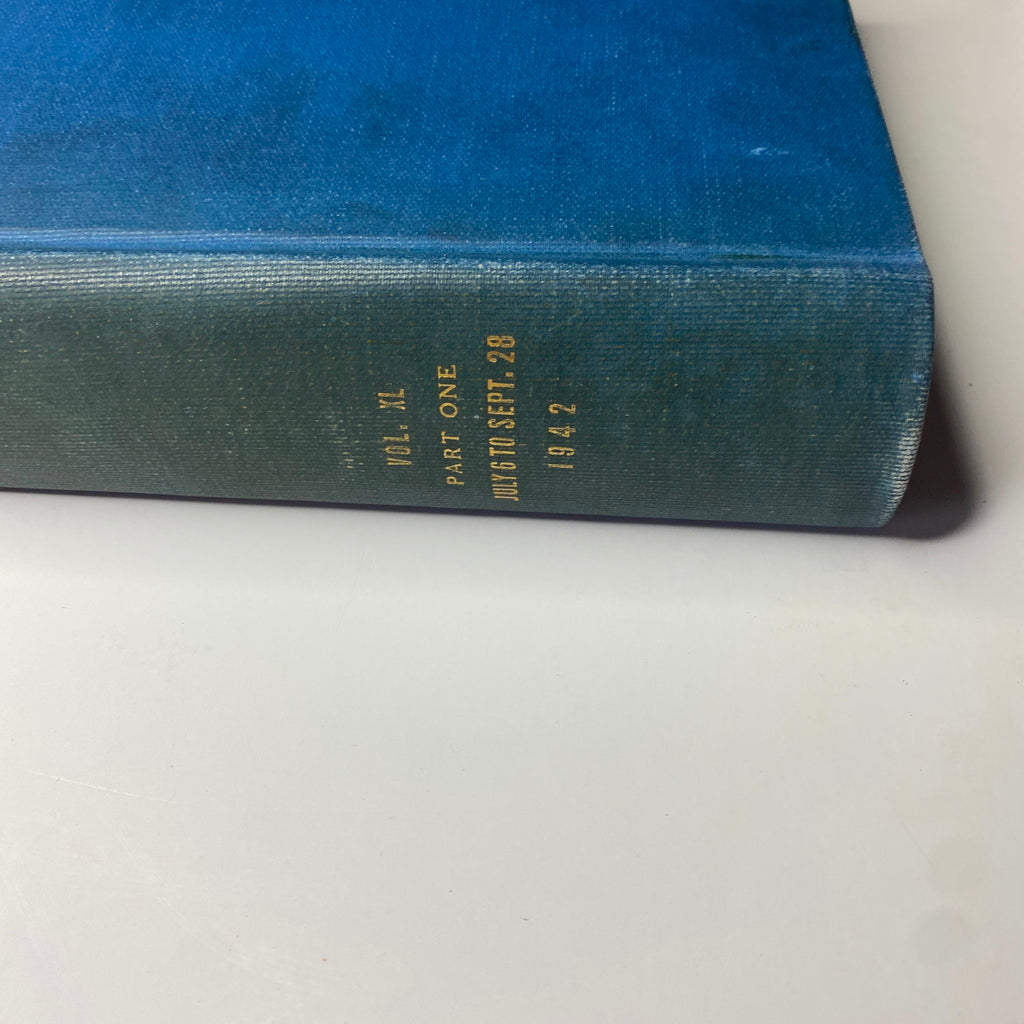 VOL. XL
PART ONE
JULY 6 TO SEPT. 28
1942